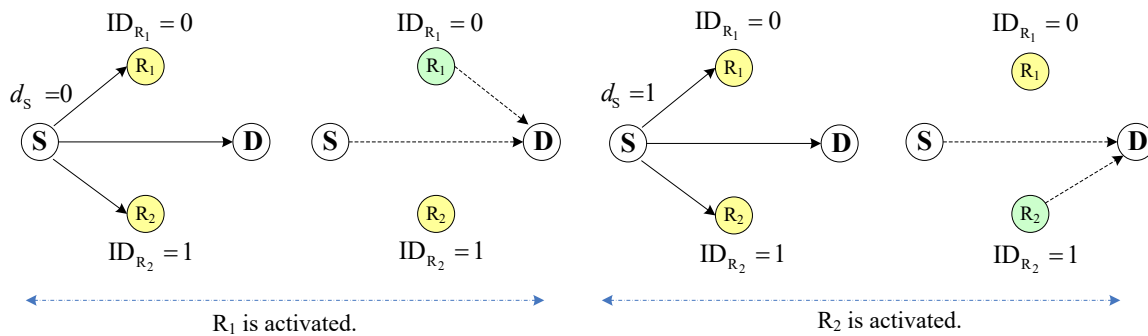 ID_R1 = 0
R1
d_S =0
S
D
R2
ID_R2 = 1
ID_R1 = 0
R1
S
D
R2
ID_R2 = 1
R1 is activated.
ID_R1 = 0
R1
d_S =1
S
D
R2
ID_R2 = 1
ID_R1 = 0
R1
S
D
R2
ID_R2 = 1
R2 is activated.